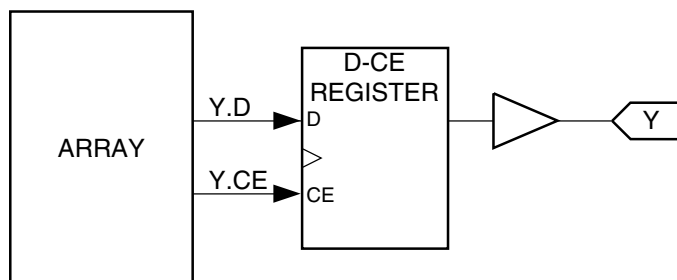 D-CE
REGISTER
Y.D
D
Y
ARRAY
Y.CE
CE